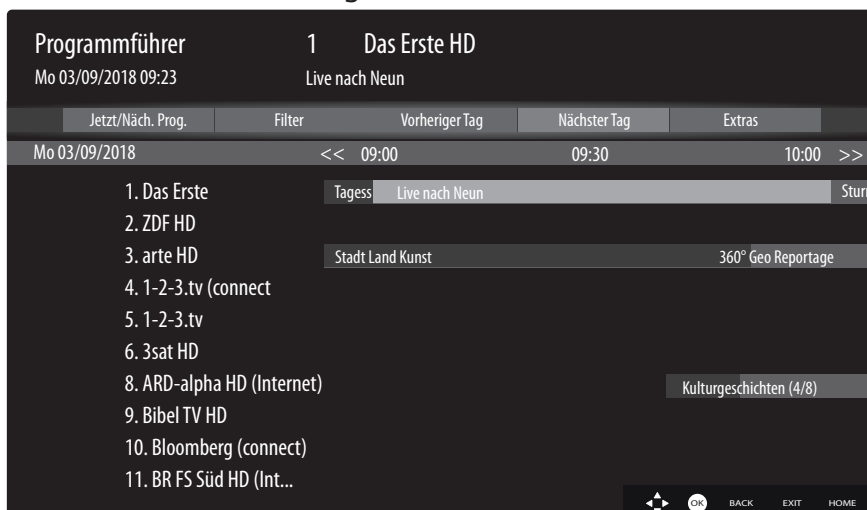 Programmführer 1 Das Erste HD
Mo 03/09/2018 09:23 Live nach Neun
Jetzt/Näch. Prog. Filter Vorheriger Tag Nächster Tag Extras
Mo 03/09/2018 << 09:00 09:30 10:00 >>
1. Das Erste Tagess Live nach Neun
2. ZDF HD
3. arte HD Stadt Land Kunst 360° Geo Reportage
4. 1-2-3.tv (connect
5. 1-2-3.tv
6. 3sat HD
8. ARD-alpha HD (Internet) Kulturgeschichten (4/8)
9. Bibel TV HD
10. Bloomberg (connect)
11. BR FS Süd HD (Int...
OK BACK EXIT HOME